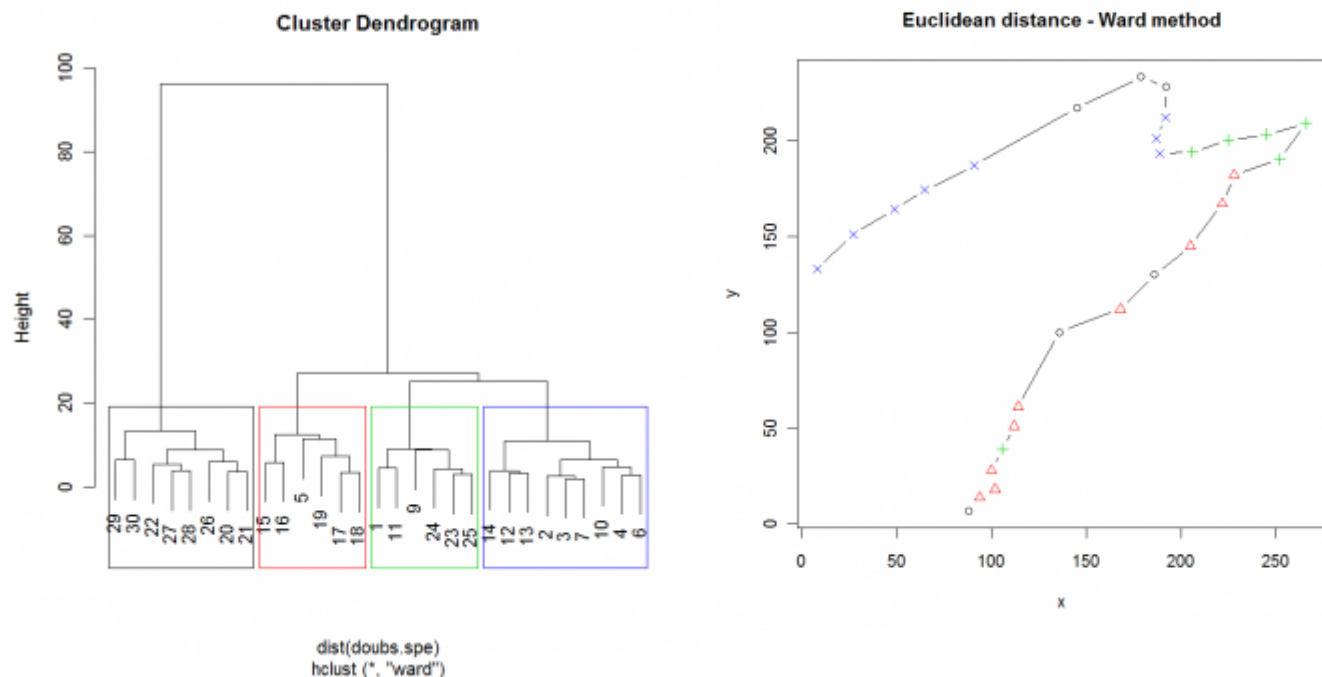 Cluster Dendrogram
Height
100
80
60
40
20
0
29 30 22 27 28 26 20 21 15 16 5 19 17 18 1 11 9 24 23 25 14 12 13 2 3 7 10 4 6
dist(doubs.spe)
hclust (*, "ward")
Euclidean distance - Ward method
y
200
150
100
50
0
0 50 100 150 200 250
x